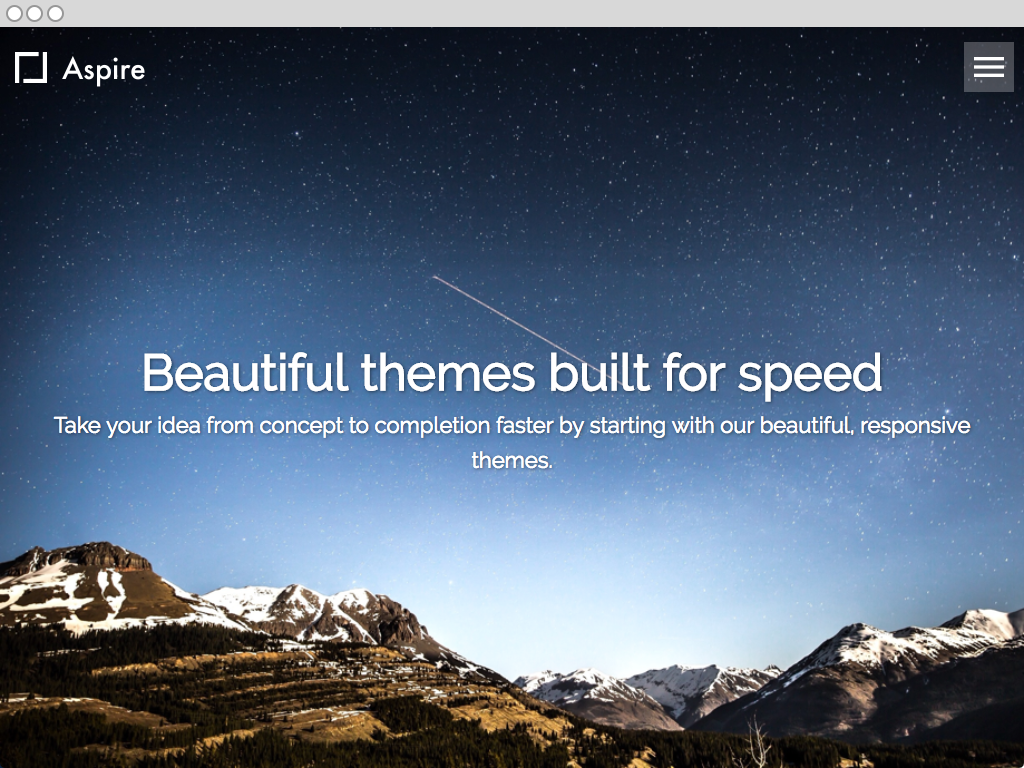 Aspire
Beautiful themes built for speed
Take your idea from concept to completion faster by starting with our beautiful, responsive
themes.